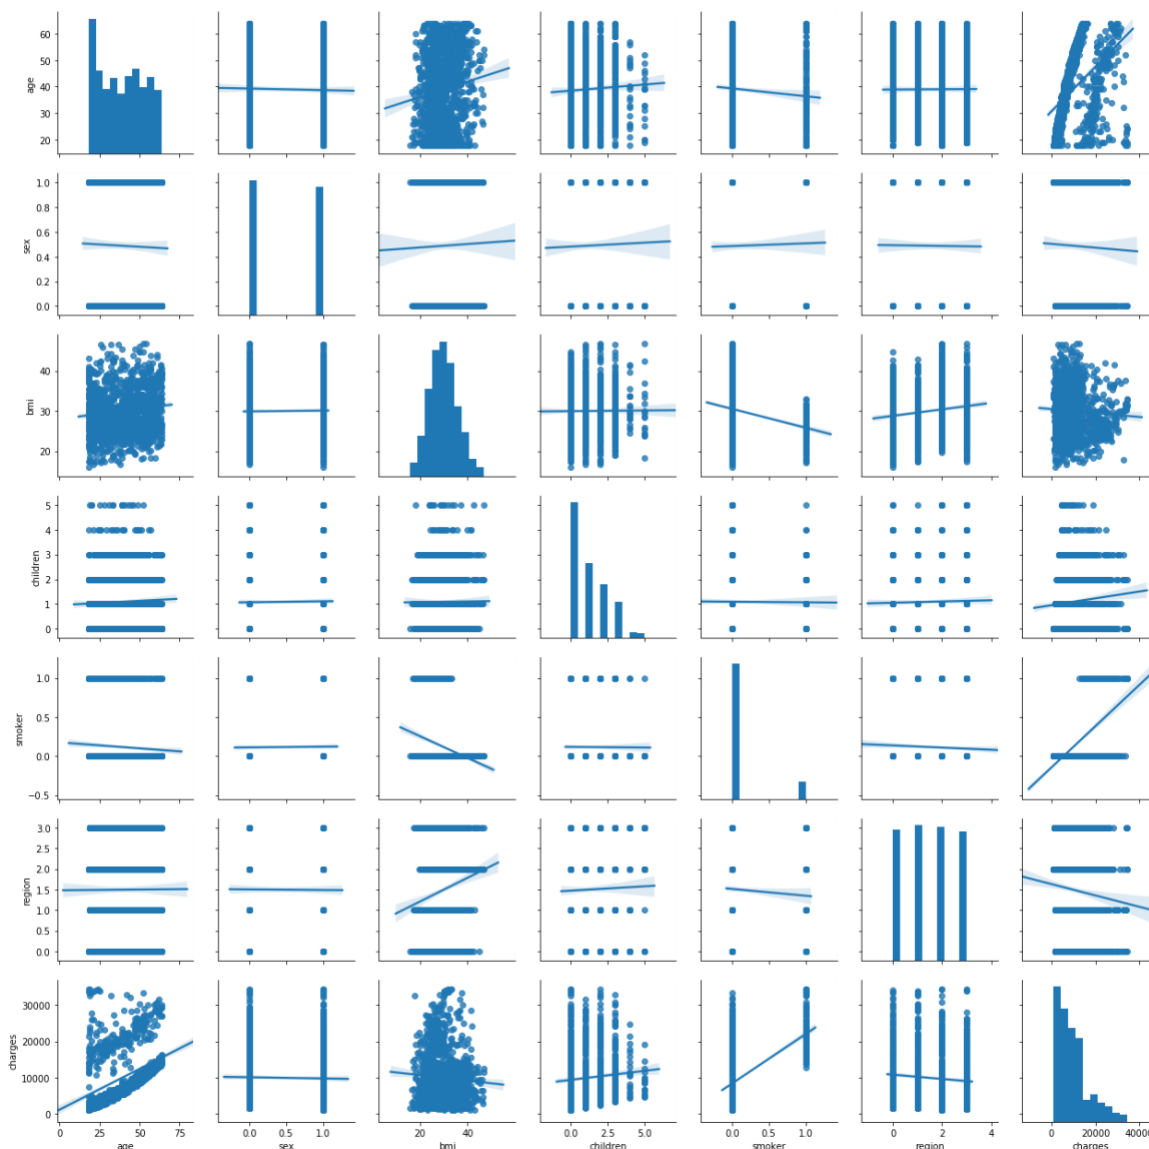 60
50
40
30
20
age
1.0
0.8
0.6
0.4
0.2
0.0
sex
40
30
20
bmi
5
4
3
2
1
0
children
1.0
0.5
0.0
−0.5
smoker
3.0
2.5
2.0
1.5
1.0
0.5
0.0
region
30000
20000
10000
0
charges
0 25 50 75
0.0 0.5 1.0
20 40
0.0 2.5 5.0
0.0 0.5 1.0
0 2 4
0 20000 40000
age sex bmi children smoker region charges